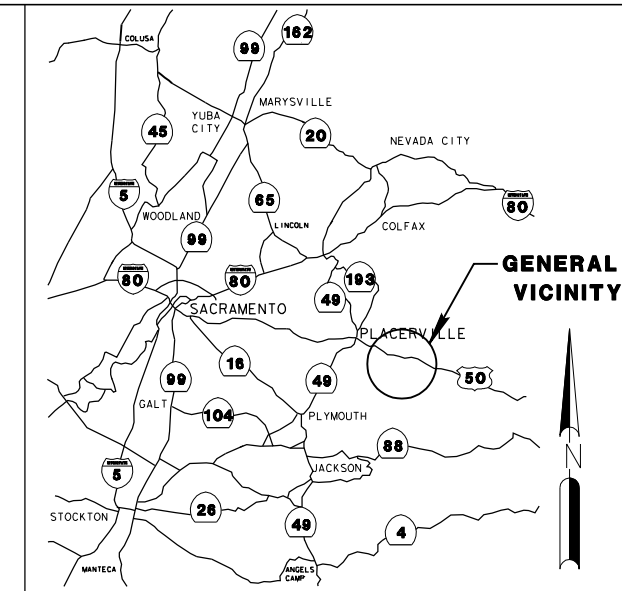 COLUSA
99
162
45
YUBA
CITY
MARYSVILLE
20
NEVADA CITY
5
WOODLAND
65
80
99
LINCOLN
COLFAX
80
80
193
GENERAL
VICINITY
49
SACRAMENTO
PLACERVILLE
16
99
49
50
GALT
104
PLYMOUTH
88
5
JACKSON
N
26
STOCKTON
49
4
MANTECA
ANGELS
CAMP